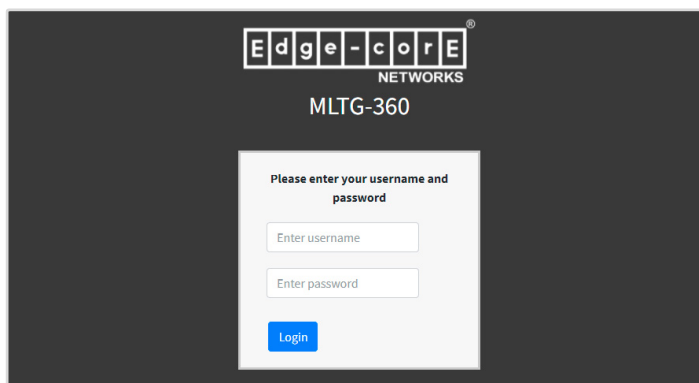 Edge-corE®
NETWORKS
MLTG-360
Please enter your username and
password
Enter username
Enter password
Login